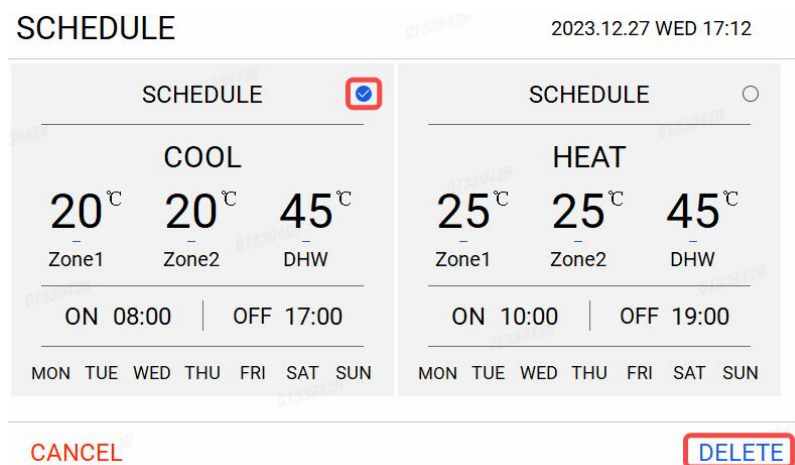 SCHEDULE 2023.12.27 WED 17:12
SCHEDULE
COOL
20℃ 20℃ 45℃
Zone1 Zone2 DHW
ON 08:00 OFF 17:00
MON TUE WED THU FRI SAT SUN
SCHEDULE
HEAT
25℃ 25℃ 45℃
Zone1 Zone2 DHW
ON 10:00 OFF 19:00
MON TUE WED THU FRI SAT SUN
CANCEL DELETE